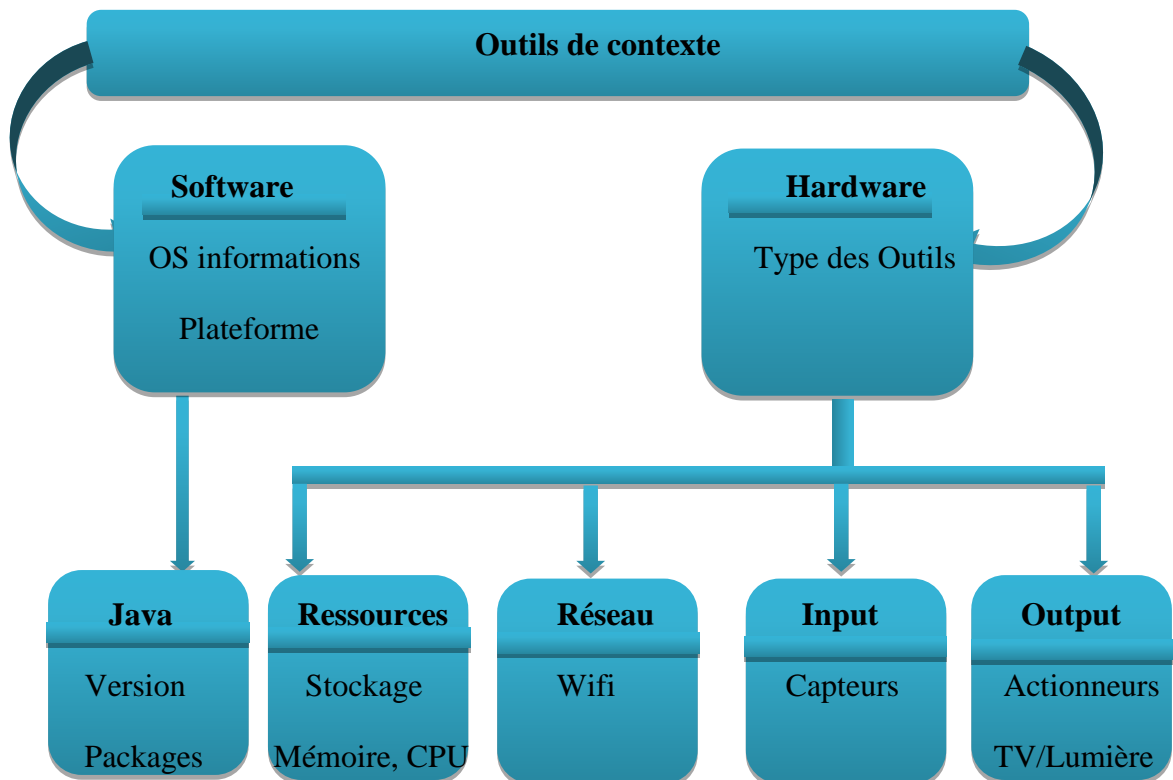 Outils de contexte
Software
OS informations
Plateforme
Hardware
Type des Outils
Java
Version
Packages
Ressources
Stockage
Mémoire, CPU
Réseau
Wifi
Input
Capteurs
Output
Actionneurs
TV/Lumière